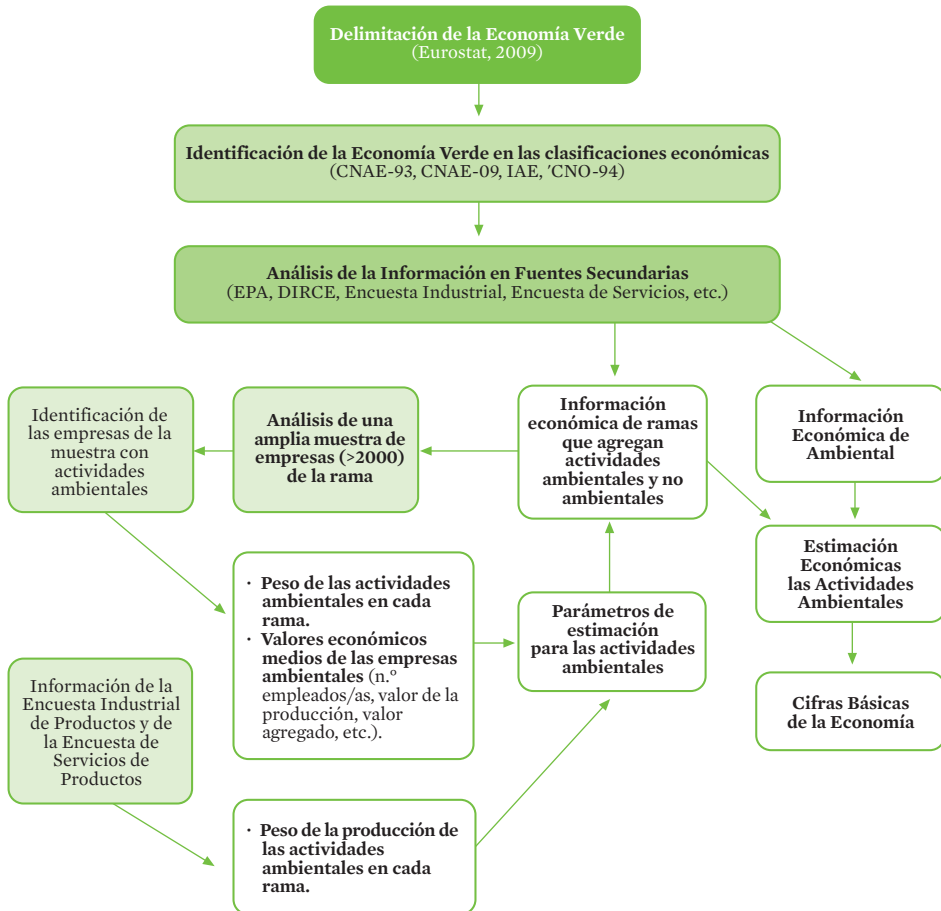 Delimitación de la Economía Verde
(Eurostat, 2009)
Identificación de la Economía Verde en las clasificaciones económicas
(CNAE-93, CNAE-09, IAE, 'CNO-94)
Análisis de la Información en Fuentes Secundarias
(EPA, DIRCE, Encuesta Industrial, Encuesta de Servicios, etc.)
Identificación de
las empresas de la
muestra con
actividades
ambientales
Análisis de una
amplia muestra de
empresas (>2000)
de la rama
Información
económica de ramas
que agregan
actividades
ambientales y no
ambientales
Información
Económica de
Ambiental
· Peso de las actividades
ambientales en cada
rama.
· Valores económicos
medios de las empresas
ambientales (n.º
empleados/as, valor de la
producción, valor
agregado, etc.).
Parámetros de
estimación
para las actividades
ambientales
Estimación
Económicas
las Actividades
Ambientales
Información de la
Encuesta Industrial
de Productos y de
la Encuesta de
Servicios de
Productos
Cifras Básicas
de la Economía
· Peso de la producción de
las actividades
ambientales en cada
rama.